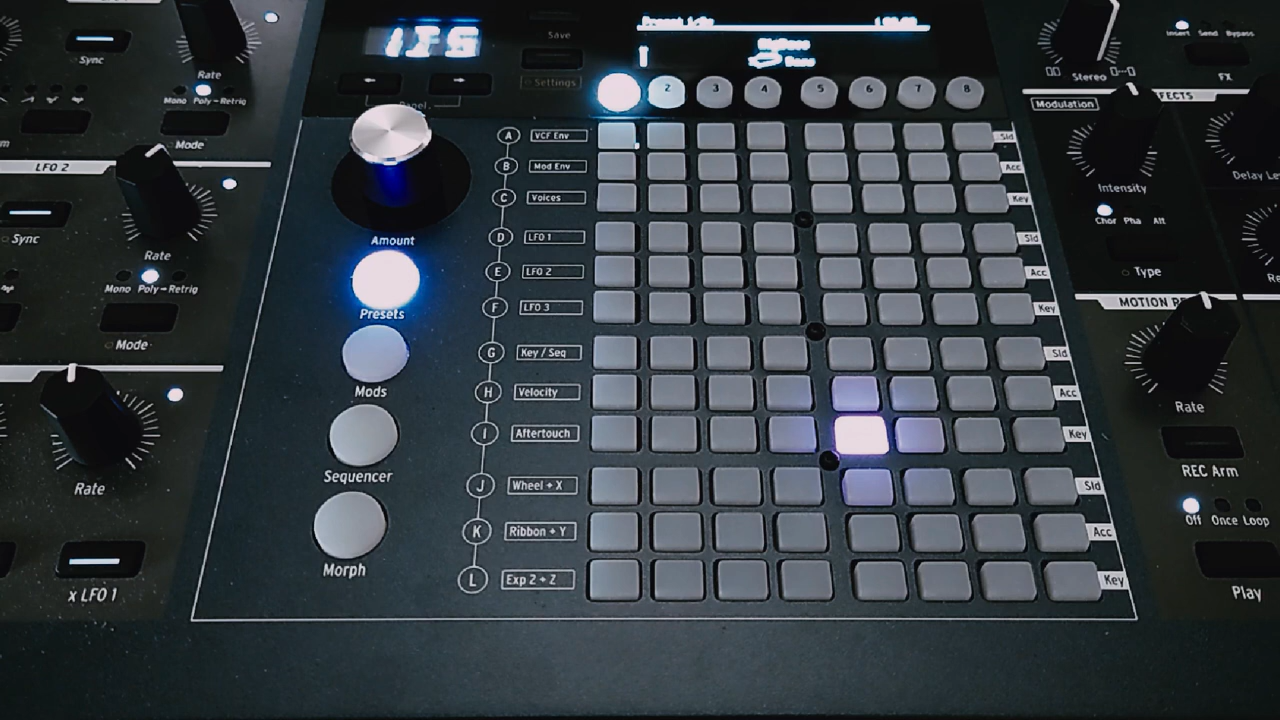 Sync
Rate
Mono Poly Retrig
Mode
LFO 2
Sync
Rate
Mono Poly Retrig
Mode
Rate
x LFO 1
Save
Settings
Panel
Amount
Presets
Mods
Sequencer
Morph
2 3 4 5 6 7 8
A VCF Env Sld
B Mod Env Acc
C Voices Key
D LFO 1 Sld
E LFO 2 Acc
F LFO 3 Key
G Key / Seq Sld
H Velocity Acc
I Aftertouch Key
J Wheel + X Sld
K Ribbon + Y Acc
L Exp 2 + Z Key
Insert Send Bypass
Stereo
FX
Modulation
Intensity
Chor Pha Alt
Type
Rate
REC Arm
Off Once Loop
Play